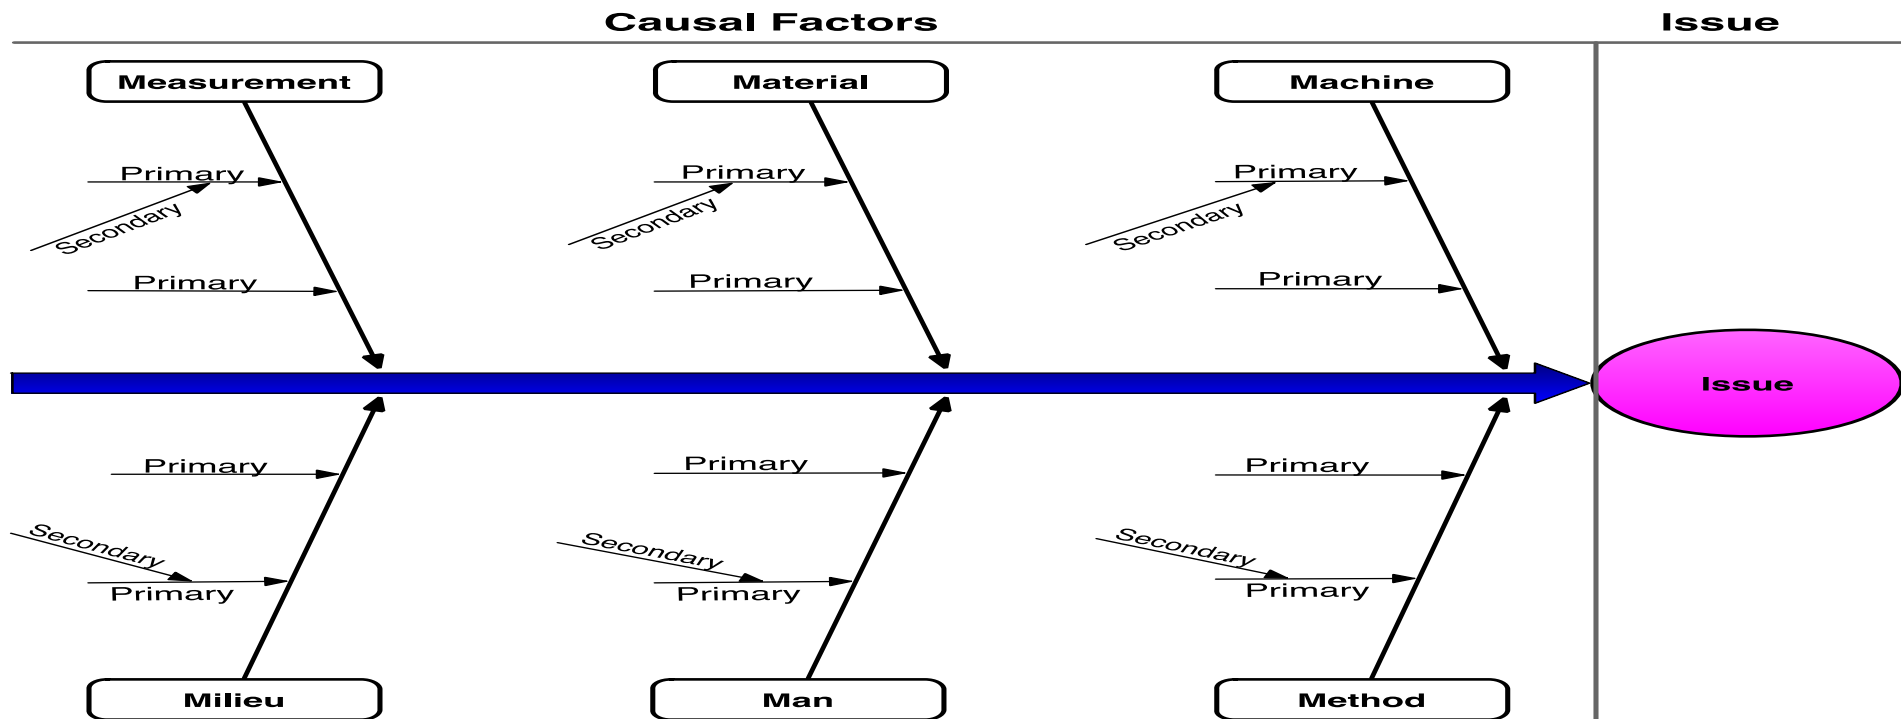 Causal Factors
Issue
Measurement
Material
Machine
Primary
Primary
Primary
Secondary
Secondary
Secondary
Primary
Primary
Primary
Issue
Primary
Primary
Primary
Secondary
Secondary
Secondary
Primary
Primary
Primary
Milieu
Man
Method